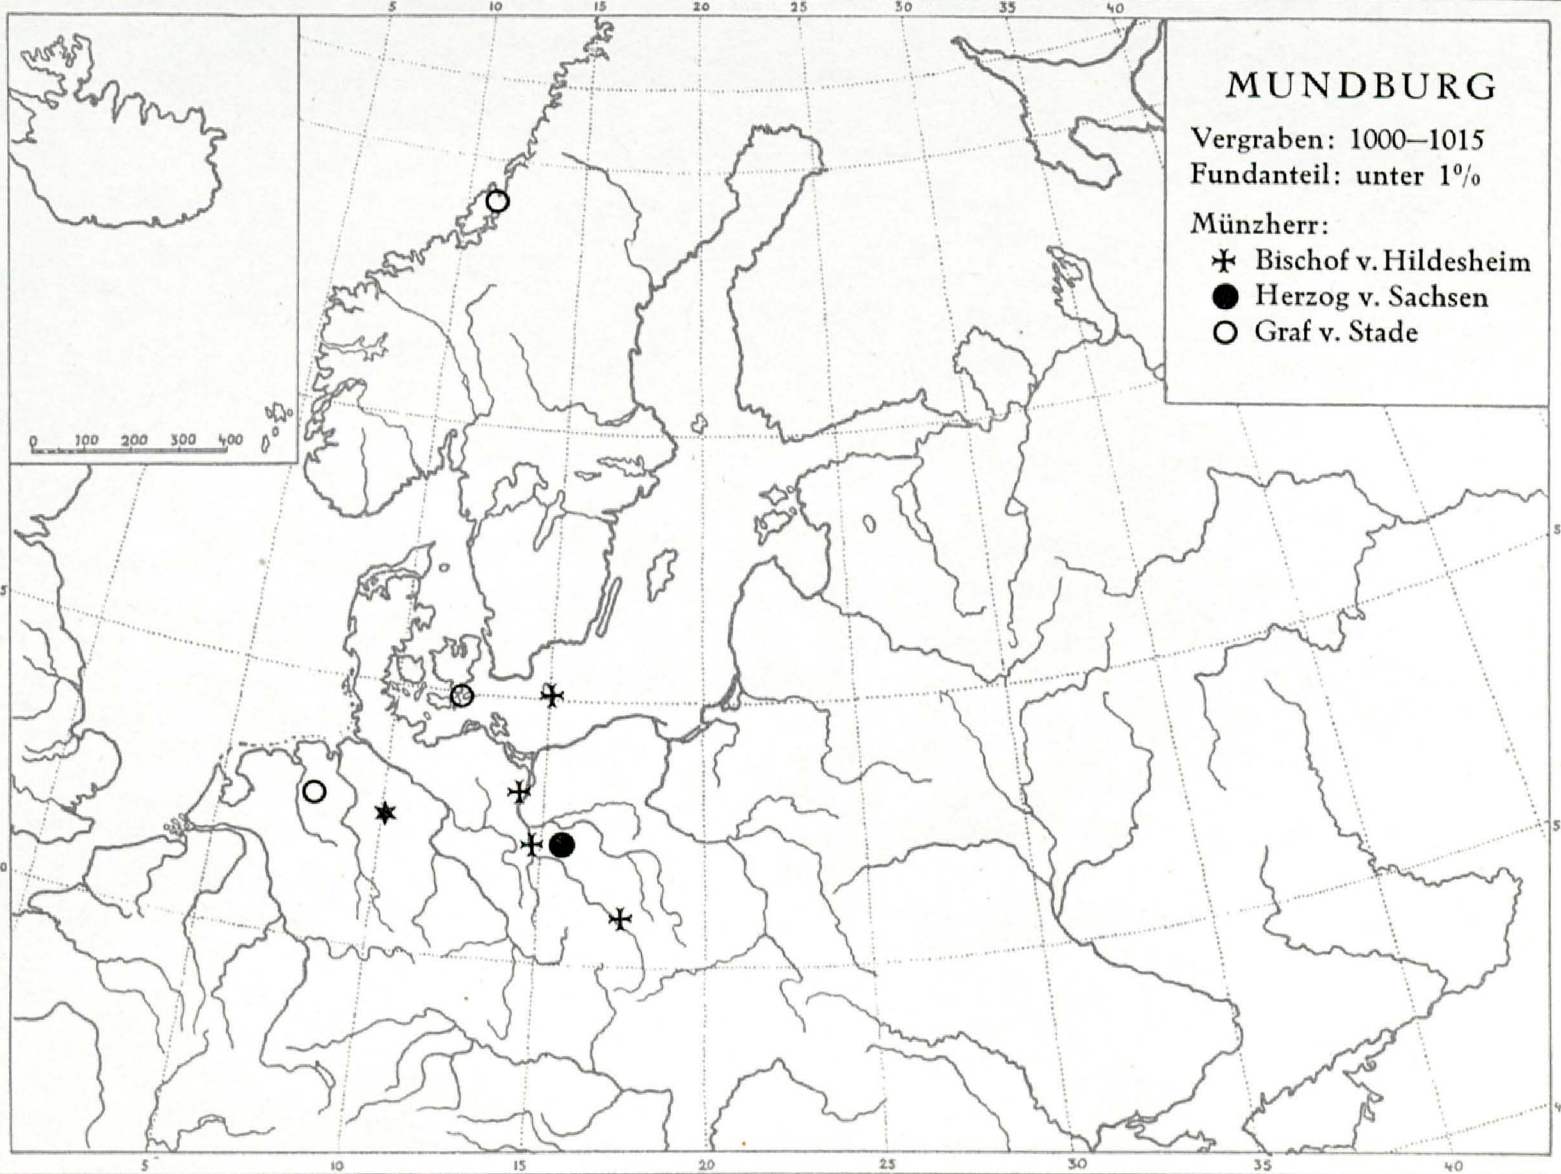 5 10 15 20 25 30 35 40
MUNDBURG
Vergraben: 1000—1015
Fundanteil: unter 1%
Münzherr:
Bischof v. Hildesheim
Herzog v. Sachsen
Graf v. Stade
0 100 200 300 400
5 10 15 20 25 30 35 40